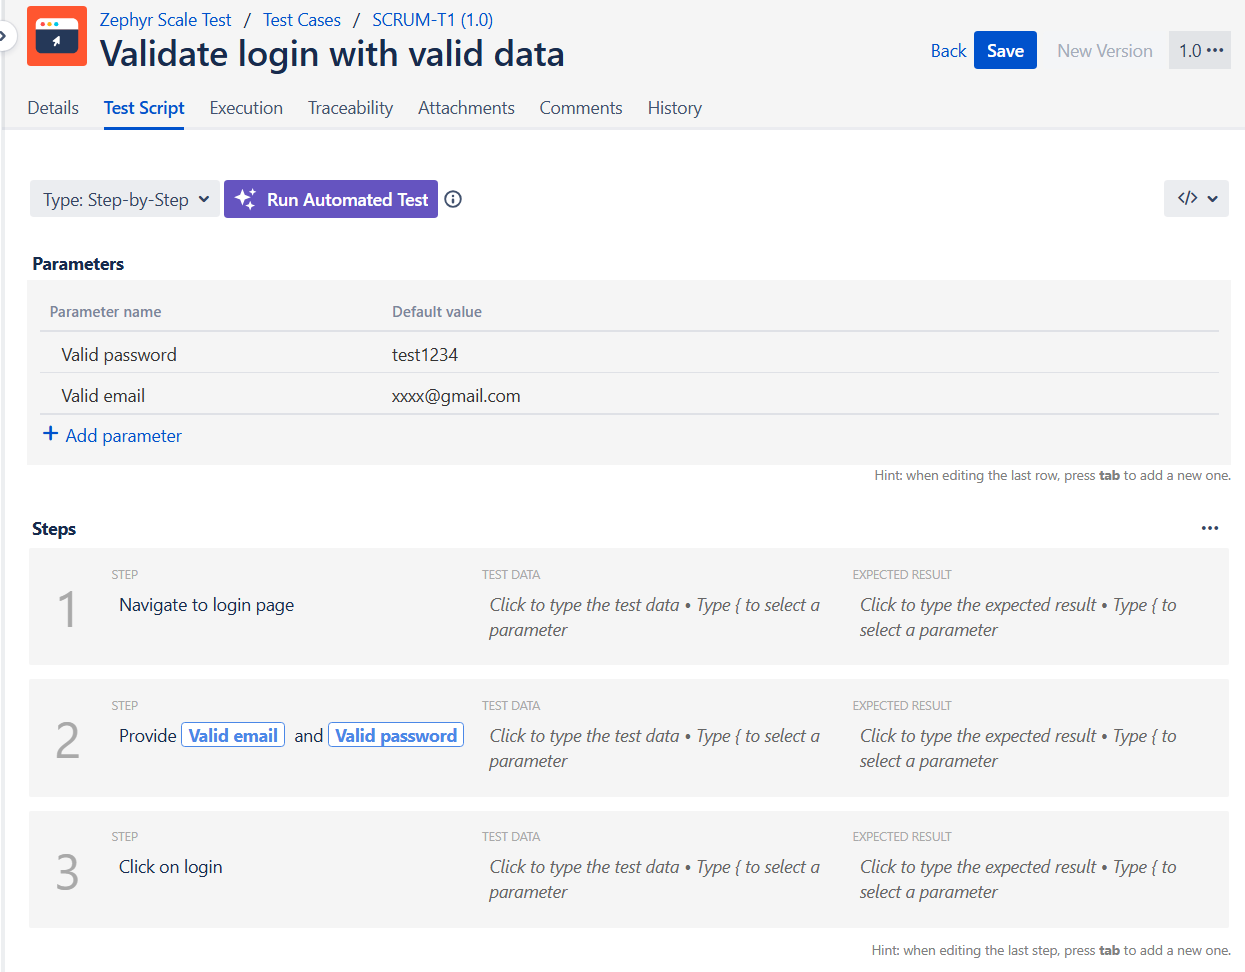 Zephyr Scale Test / Test Cases / SCRUM-T1 (1.0)
Validate login with valid data
Back Save New Version 1.0 •••
Details Test Script Execution Traceability Attachments Comments History
Type: Step-by-Step Run Automated Test
</>
Parameters
Parameter name Default value
Valid password test1234
Valid email xxxx@gmail.com
+ Add parameter
Hint: when editing the last row, press tab to add a new one.
Steps •••
STEP TEST DATA EXPECTED RESULT
1 Navigate to login page Click to type the test data • Type { to select a Click to type the expected result • Type { to
parameter select a parameter
STEP TEST DATA EXPECTED RESULT
2 Provide Valid email and Valid password Click to type the test data • Type { to select a Click to type the expected result • Type { to
parameter select a parameter
STEP TEST DATA EXPECTED RESULT
3 Click on login Click to type the test data • Type { to select a Click to type the expected result • Type { to
parameter select a parameter
Hint: when editing the last step, press tab to add a new one.